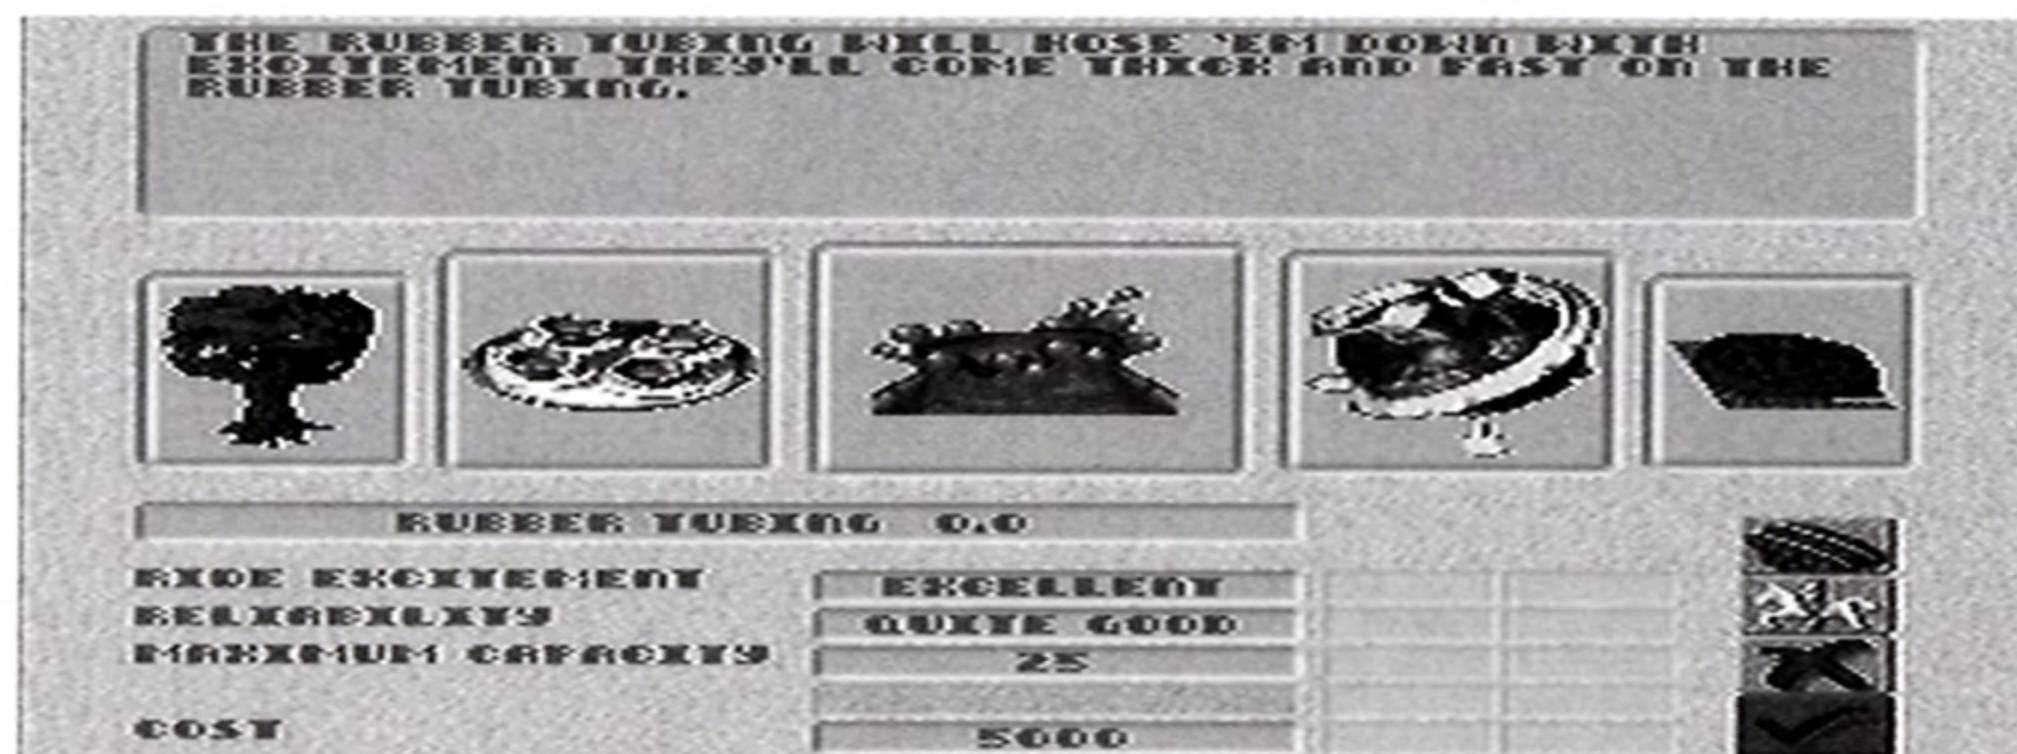 THE RUBBER TUBING WILL HOSE 'EM DOWN WITH
EXCITEMENT THEY'LL COME THICK AND FAST ON THE
RUBBER TUBING.
RUBBER TUBING 0.0
RIDE EXCITEMENT EXCELLENT
RELIABILITY QUITE GOOD
MAXIMUM CAPACITY 25
COST 5000